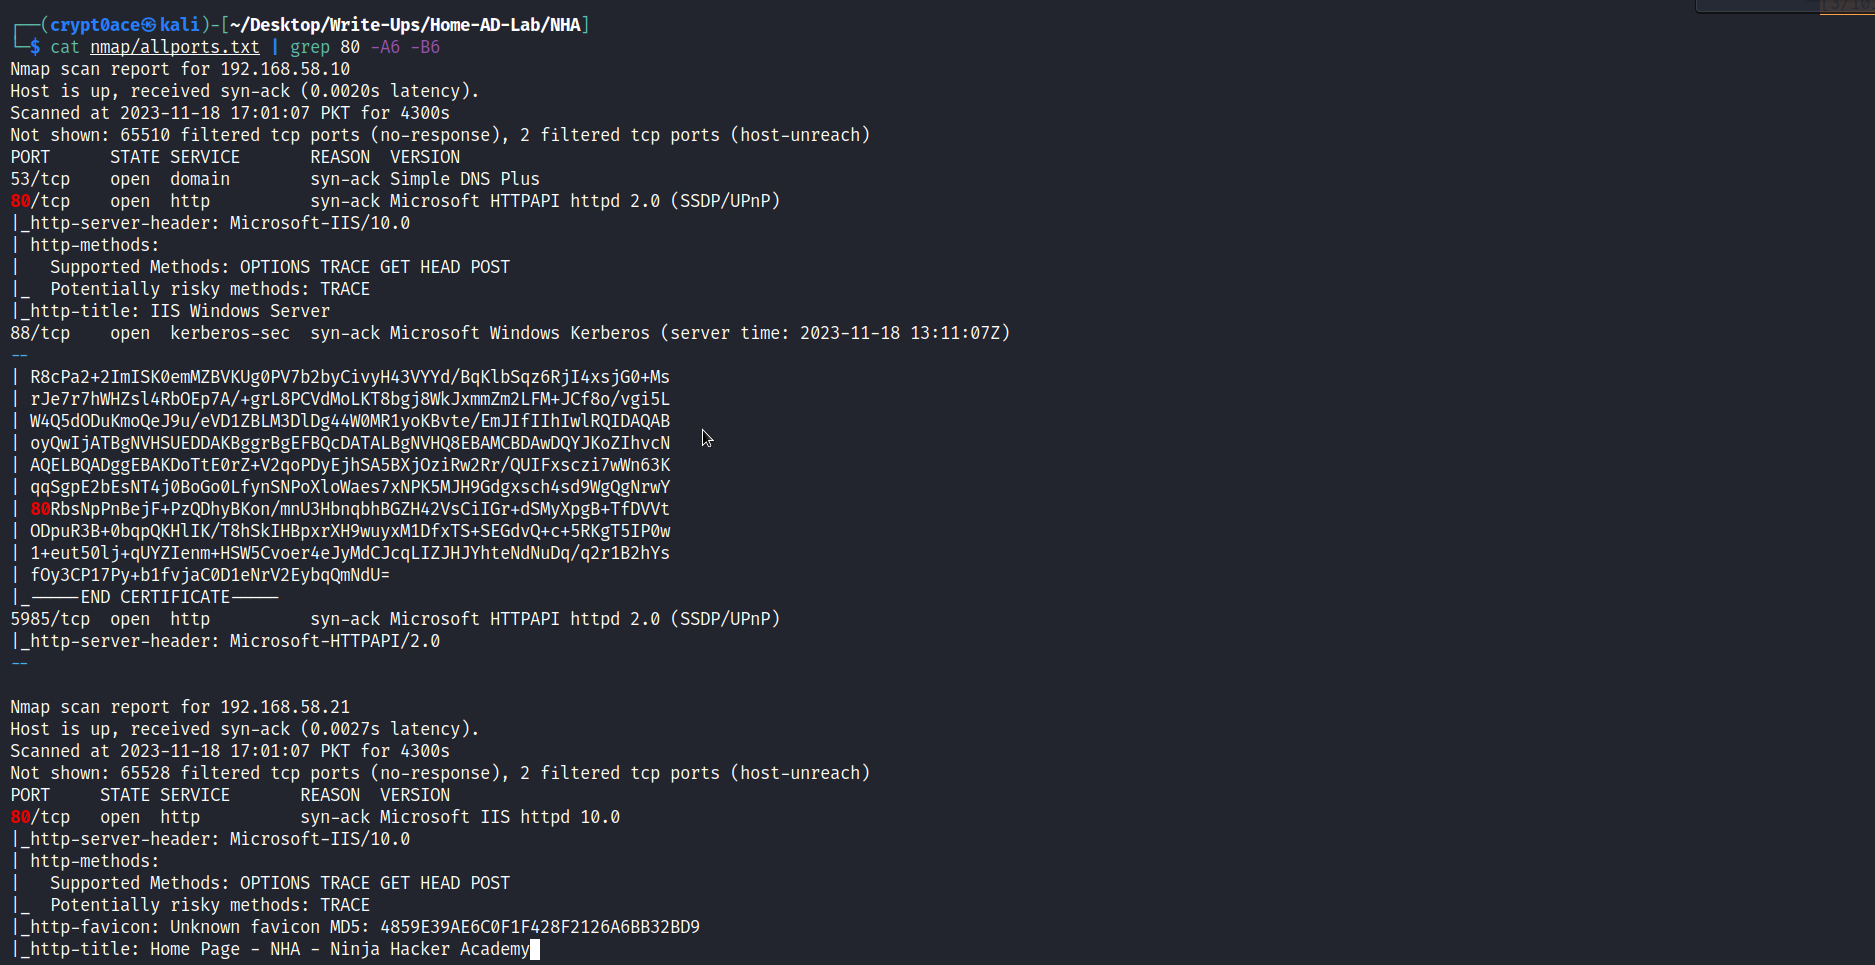 ┌──(crypt0ace㉿kali)-[~/Desktop/Write-Ups/Home-AD-Lab/NHA]
└─$ cat nmap/allports.txt | grep 80 -A6 -B6
Nmap scan report for 192.168.58.10
Host is up, received syn-ack (0.0020s latency).
Scanned at 2023-11-18 17:01:07 PKT for 4300s
Not shown: 65510 filtered tcp ports (no-response), 2 filtered tcp ports (host-unreach)
PORT      STATE SERVICE       REASON  VERSION
53/tcp    open  domain        syn-ack Simple DNS Plus
80/tcp    open  http          syn-ack Microsoft HTTPAPI httpd 2.0 (SSDP/UPnP)
|_http-server-header: Microsoft-IIS/10.0
| http-methods:
|   Supported Methods: OPTIONS TRACE GET HEAD POST
|_  Potentially risky methods: TRACE
|_http-title: IIS Windows Server
88/tcp    open  kerberos-sec  syn-ack Microsoft Windows Kerberos (server time: 2023-11-18 13:11:07Z)
--
| R8cPa2+2ImISK0emMZBVKUg0PV7b2byCivyH43VYYd/BqKlbSqz6RjI4xsjG0+Ms
| rJe7r7hWHZsl4RbOEp7A/+grL8PCVdMoLKT8bgj8WkJxmmZm2LFM+JCf8o/vgi5L
| W4Q5dODuKmoQeJ9u/eVD1ZBLM3DlDg44W0MR1yoKBvte/EmJIfIIhIwlRQIDAQAB
| oyQwIjATBgNVHSUEDDAKBggrBgEFBQcDATALBgNVHQ8EBAMCBDAwDQYJKoZIhvcN
| AQELBQADggEBAKDoTtE0rZ+V2qoPDyEjhSA5BXjOziRw2Rr/QUIFxsczi7wWn63K
| qqSgpE2bEsNT4j0BoGo0LfynSNPoXloWaes7xNPK5MJH9Gdgxsch4sd9WgQgNrwY
| 80RbsNpPnBejF+PzQDhyBKon/mnU3HbnqbhBGZH42VsCiIGr+dSMyXpgB+TfDVVt
| ODpuR3B+0bqpQKHlIK/T8hSkIHBpxrXH9wuyxM1DfxTS+SEGdvQ+c+5RKgT5IP0w
| 1+eut50lj+qUYZIenm+HSW5Cvoer4eJyMdCJcqLIZJHJYhteNdNuDq/q2r1B2hYs
| fOy3CP17Py+b1fvjaC0D1eNrV2EybqQmNdU=
|_-----END CERTIFICATE-----
5985/tcp  open  http          syn-ack Microsoft HTTPAPI httpd 2.0 (SSDP/UPnP)
|_http-server-header: Microsoft-HTTPAPI/2.0
--
Nmap scan report for 192.168.58.21
Host is up, received syn-ack (0.0027s latency).
Scanned at 2023-11-18 17:01:07 PKT for 4300s
Not shown: 65528 filtered tcp ports (no-response), 2 filtered tcp ports (host-unreach)
PORT     STATE SERVICE       REASON  VERSION
80/tcp   open  http          syn-ack Microsoft IIS httpd 10.0
|_http-server-header: Microsoft-IIS/10.0
| http-methods:
|   Supported Methods: OPTIONS TRACE GET HEAD POST
|_  Potentially risky methods: TRACE
|_http-favicon: Unknown favicon MD5: 4859E39AE6C0F1F428F2126A6BB32BD9
|_http-title: Home Page - NHA - Ninja Hacker Academy